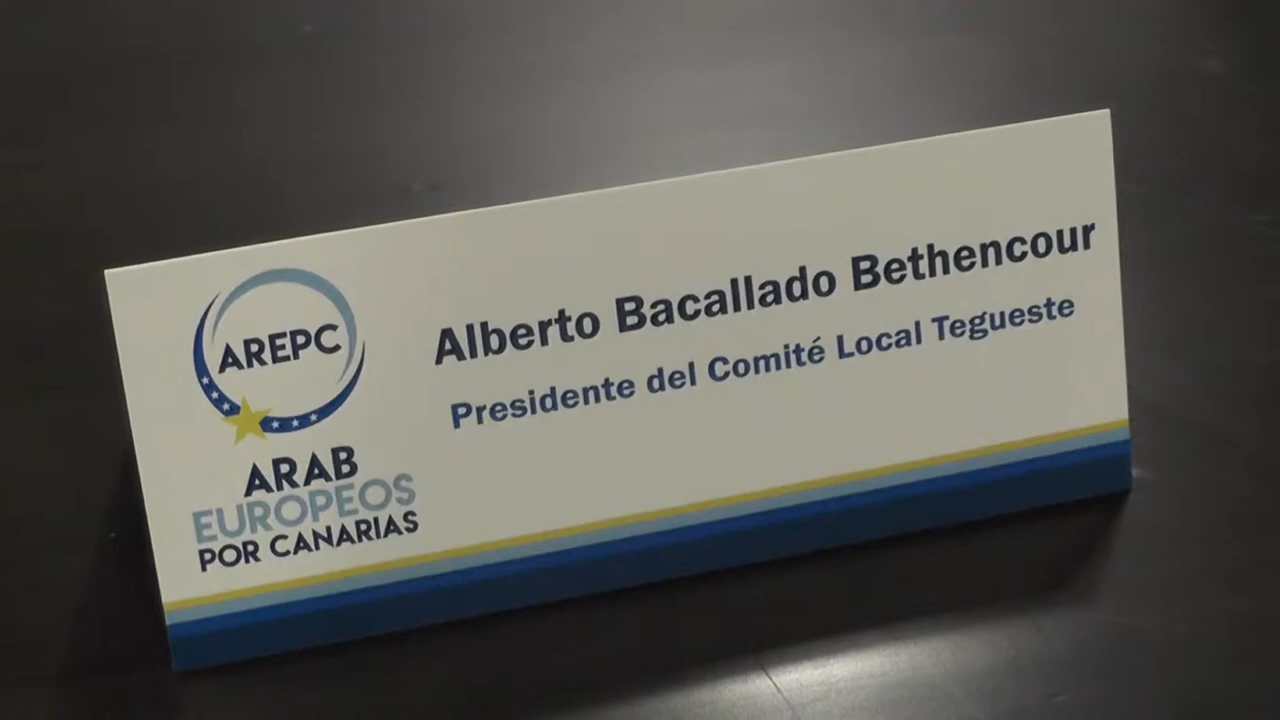 AREPC
ARAB
EUROPEOS
POR CANARIAS
Alberto Bacallado Bethencour
Presidente del Comité Local Tegueste